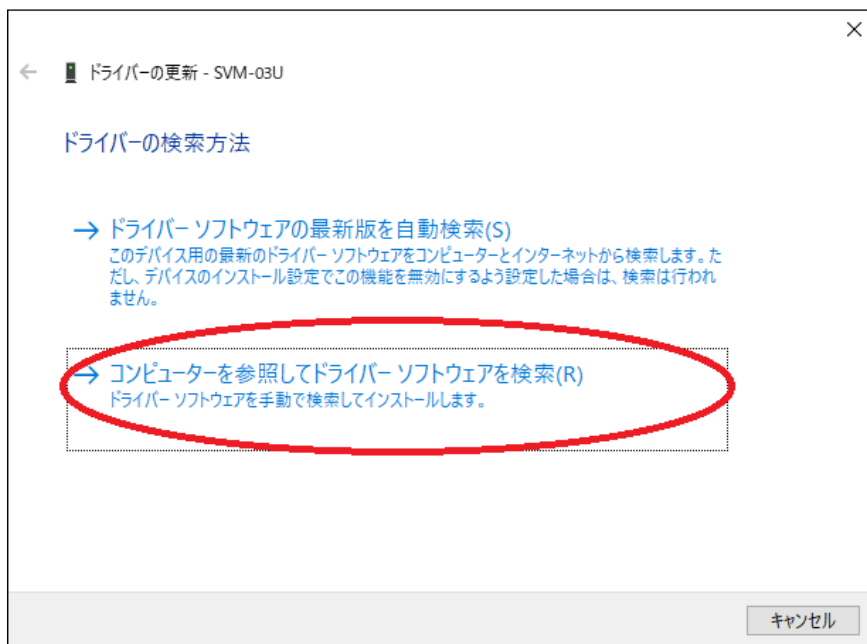 ドライバーの更新 - SVM-03U
ドライバーの検索方法
ドライバー ソフトウェアの最新版を自動検索(S)
このデバイス用の最新のドライバー ソフトウェアをコンピューターとインターネットから検索します。た
だし、デバイスのインストール設定でこの機能を無効にするよう設定した場合は、検索は行われ
ません。
コンピューターを参照してドライバー ソフトウェアを検索(R)
ドライバー ソフトウェアを手動で検索してインストールします。
キャンセル